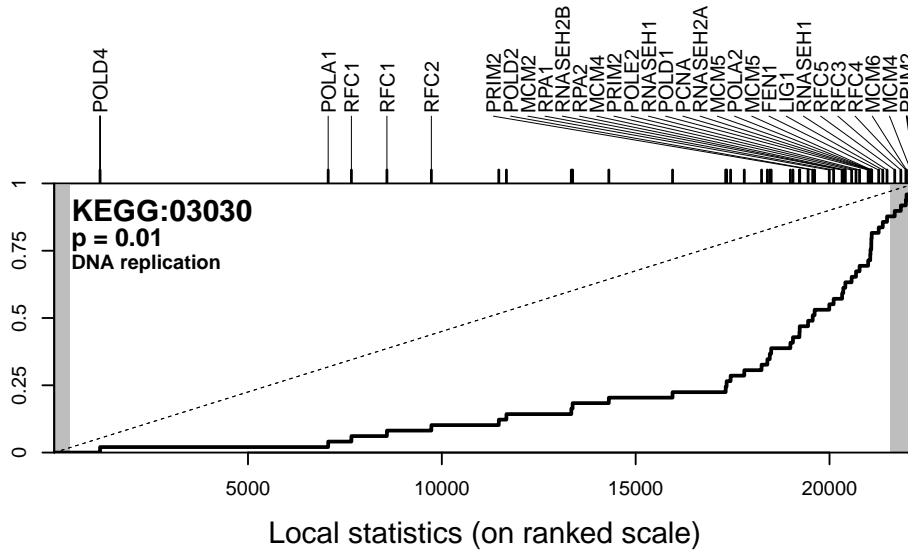 POLD4
POLA1
RFC1
RFC1
RFC2
PRIM2
POLD2
MCM2
RPA1
RNASEH2B
RPA2
MCM4
PRIM2
POLE2
RNASEH1
POLD1
PCNA
RNASEH2A
MCM5
POLA2
MCM5
FEN1
LIG1
RNASEH1
RFC5
RFC3
RFC4
MCM6
MCM4
PRIM2
1
0.75
0.5
0.25
0
KEGG:03030
p = 0.01
DNA replication
5000
10000
15000
20000
Local statistics (on ranked scale)